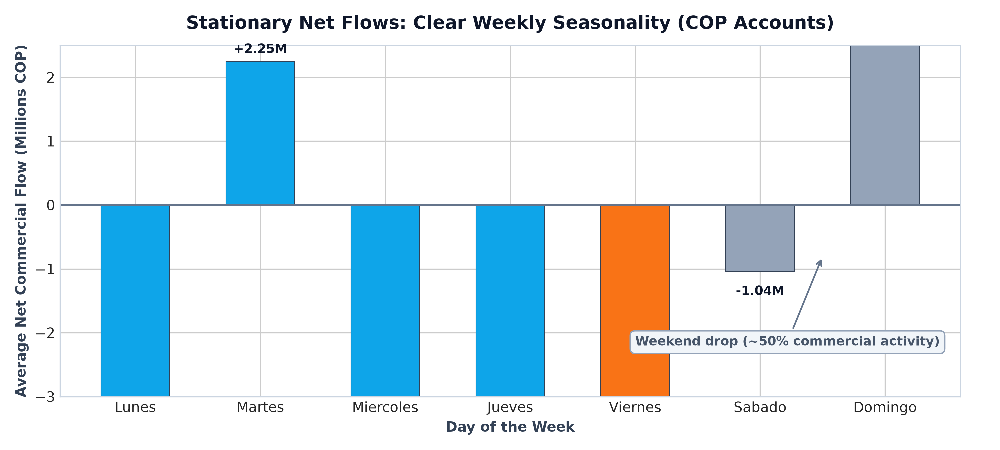 Stationary Net Flows: Clear Weekly Seasonality (COP Accounts)
Average Net Commercial Flow (Millions COP)
+2.25M
2
1
0
−1
−2
−3
-1.04M
Weekend drop (~50% commercial activity)
Lunes Martes Miercoles Jueves Viernes Sabado Domingo
Day of the Week